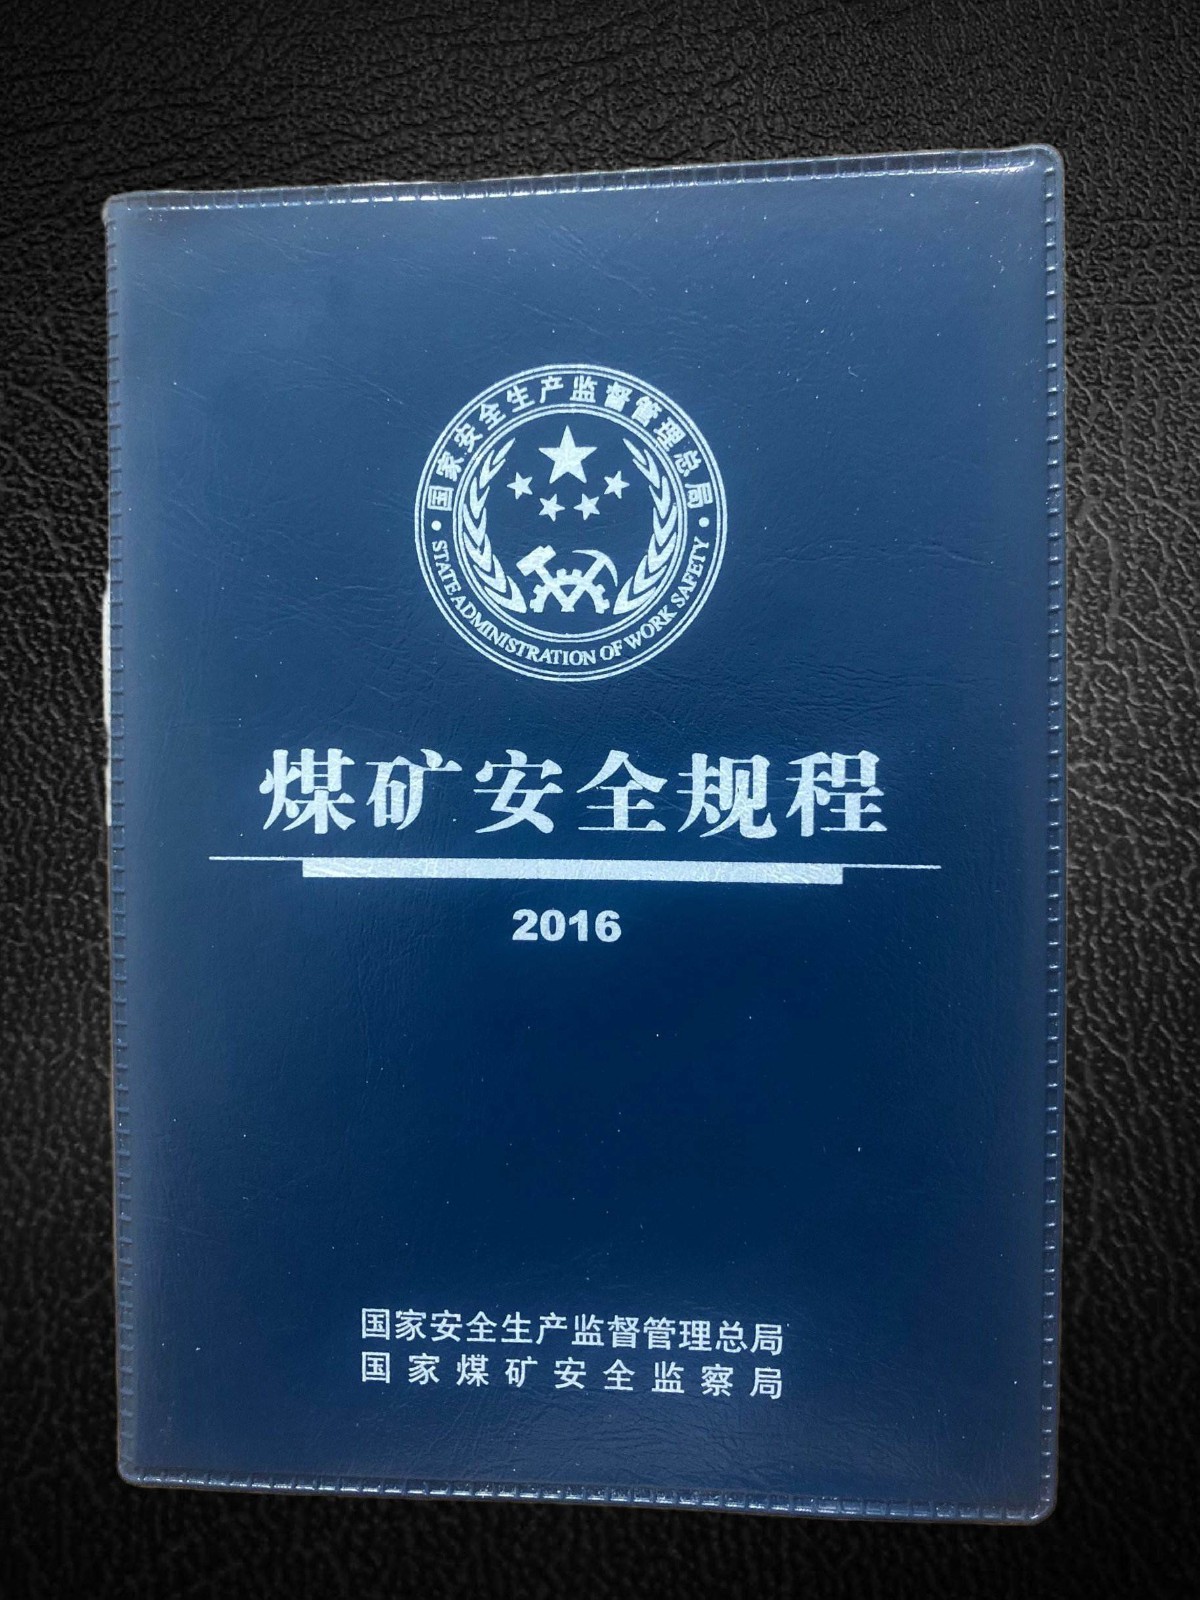 国家安全生产监督管理总局
STATE ADMINISTRATION OF WORK SAFETY
煤矿安全规程
2016
国家安全生产监督管理总局
国家煤矿安全监察局